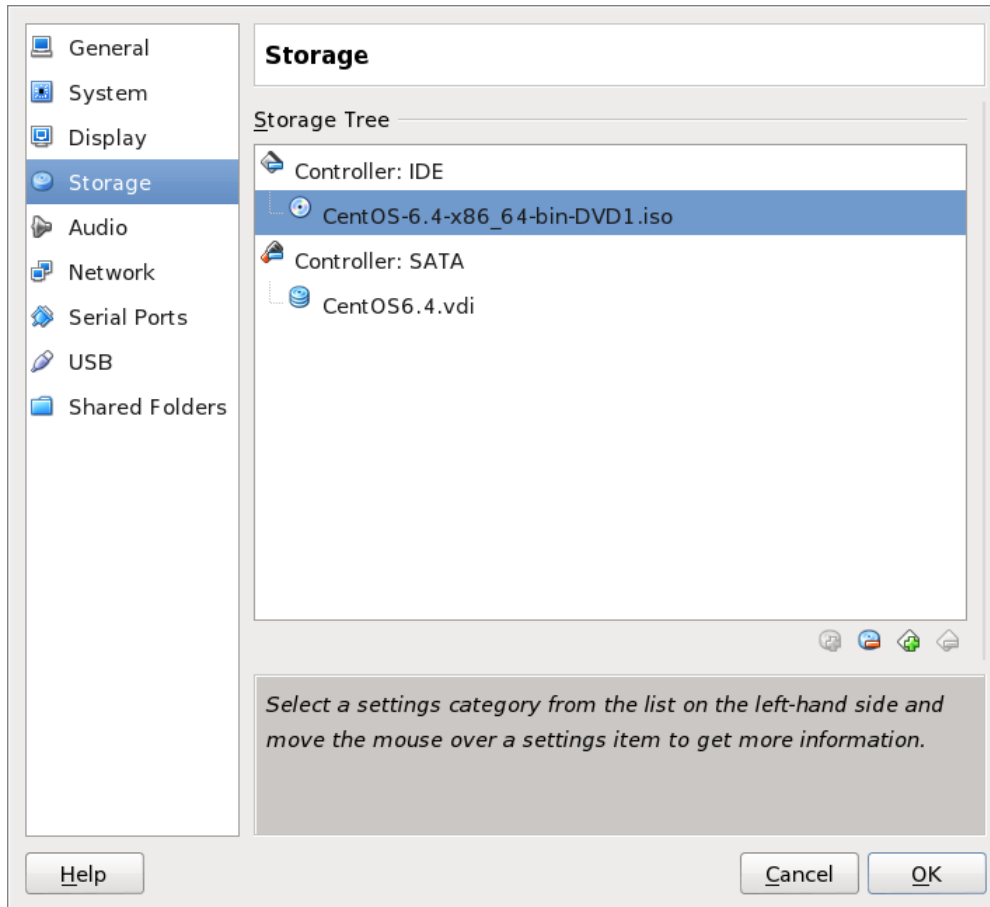 General
System
Display
Storage
Audio
Network
Serial Ports
USB
Shared Folders
Storage
Storage Tree
Controller: IDE
CentOS-6.4-x86_64-bin-DVD1.iso
Controller: SATA
CentOS6.4.vdi
Select a settings category from the list on the left-hand side and
move the mouse over a settings item to get more information.
Help
Cancel
OK